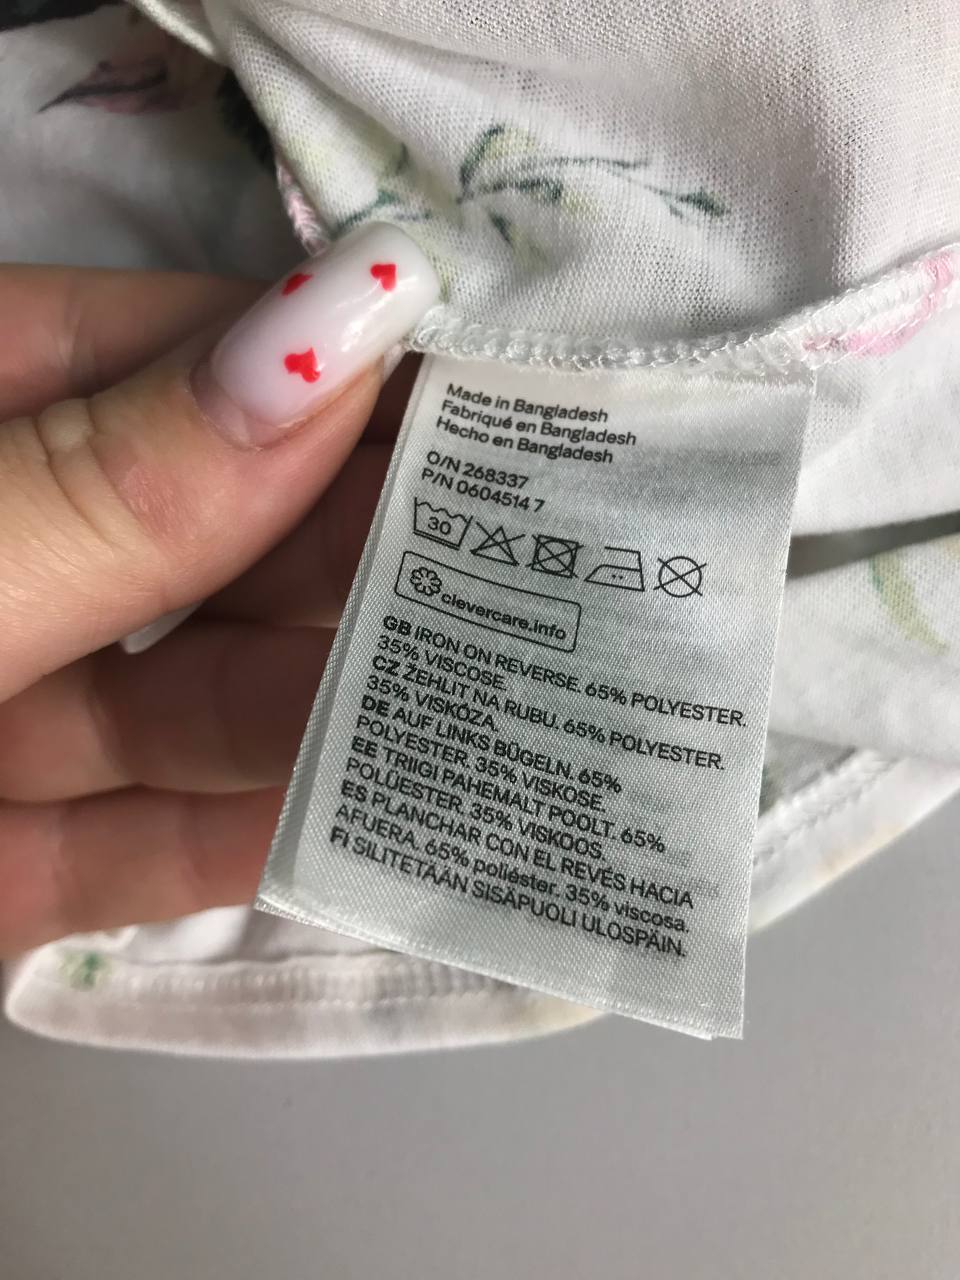 Made in Bangladesh
Fabriqué en Bangladesh
Hecho en Bangladesh
O/N 268337
P/N 0604514 7
30
clevercare.info
GB IRON ON REVERSE. 65% POLYESTER.
35% VISCOSE.
CZ ŽEHLIT NA RUBU. 65% POLYESTER.
35% VISKÓZA.
DE AUF LINKS BÜGELN. 65%
POLYESTER. 35% VISKOSE.
EE TRIIGI PAHEMALT POOLT. 65%
POLÜESTER. 35% VISKOOS.
ES PLANCHAR CON EL REVÉS HACIA
AFUERA. 65% poliéster. 35% viscosa.
FI SILITETÄÄN SISÄPUOLI ULOSPÄIN.